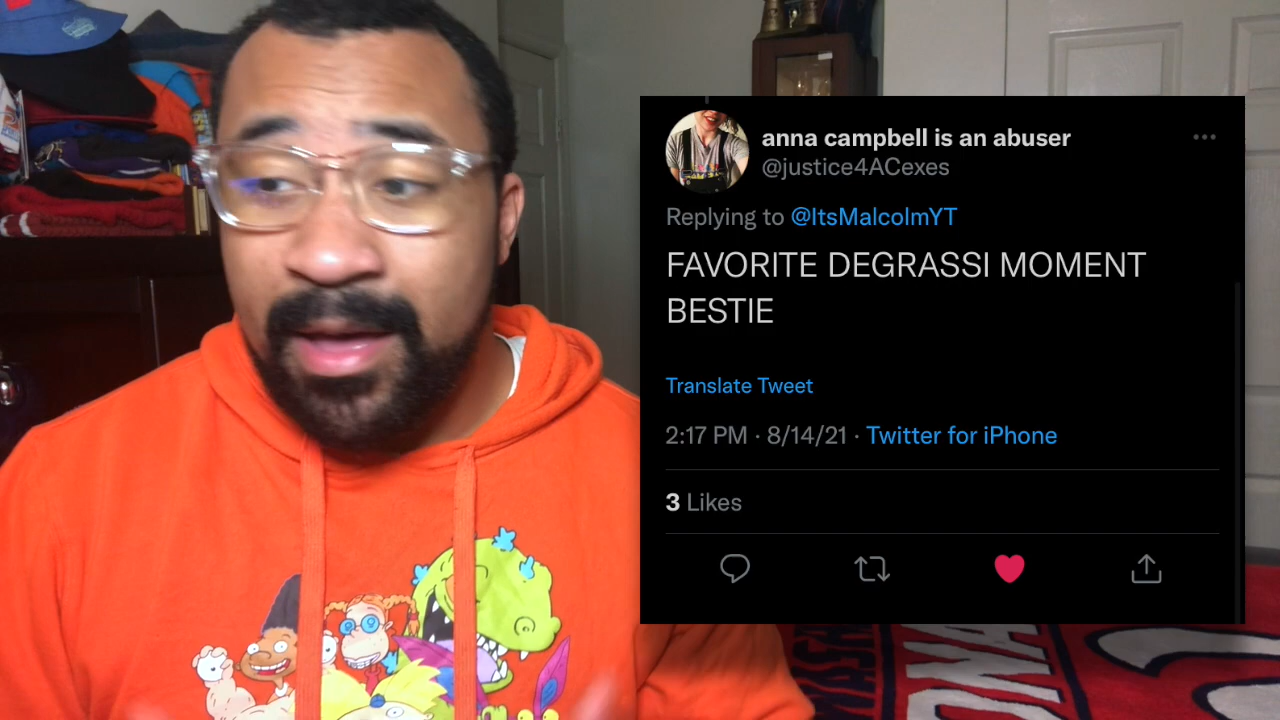 anna campbell is an abuser
@justice4ACexes
Replying to @ItsMalcolmYT
FAVORITE DEGRASSI MOMENT
BESTIE
Translate Tweet
2:17 PM · 8/14/21 · Twitter for iPhone
3 Likes